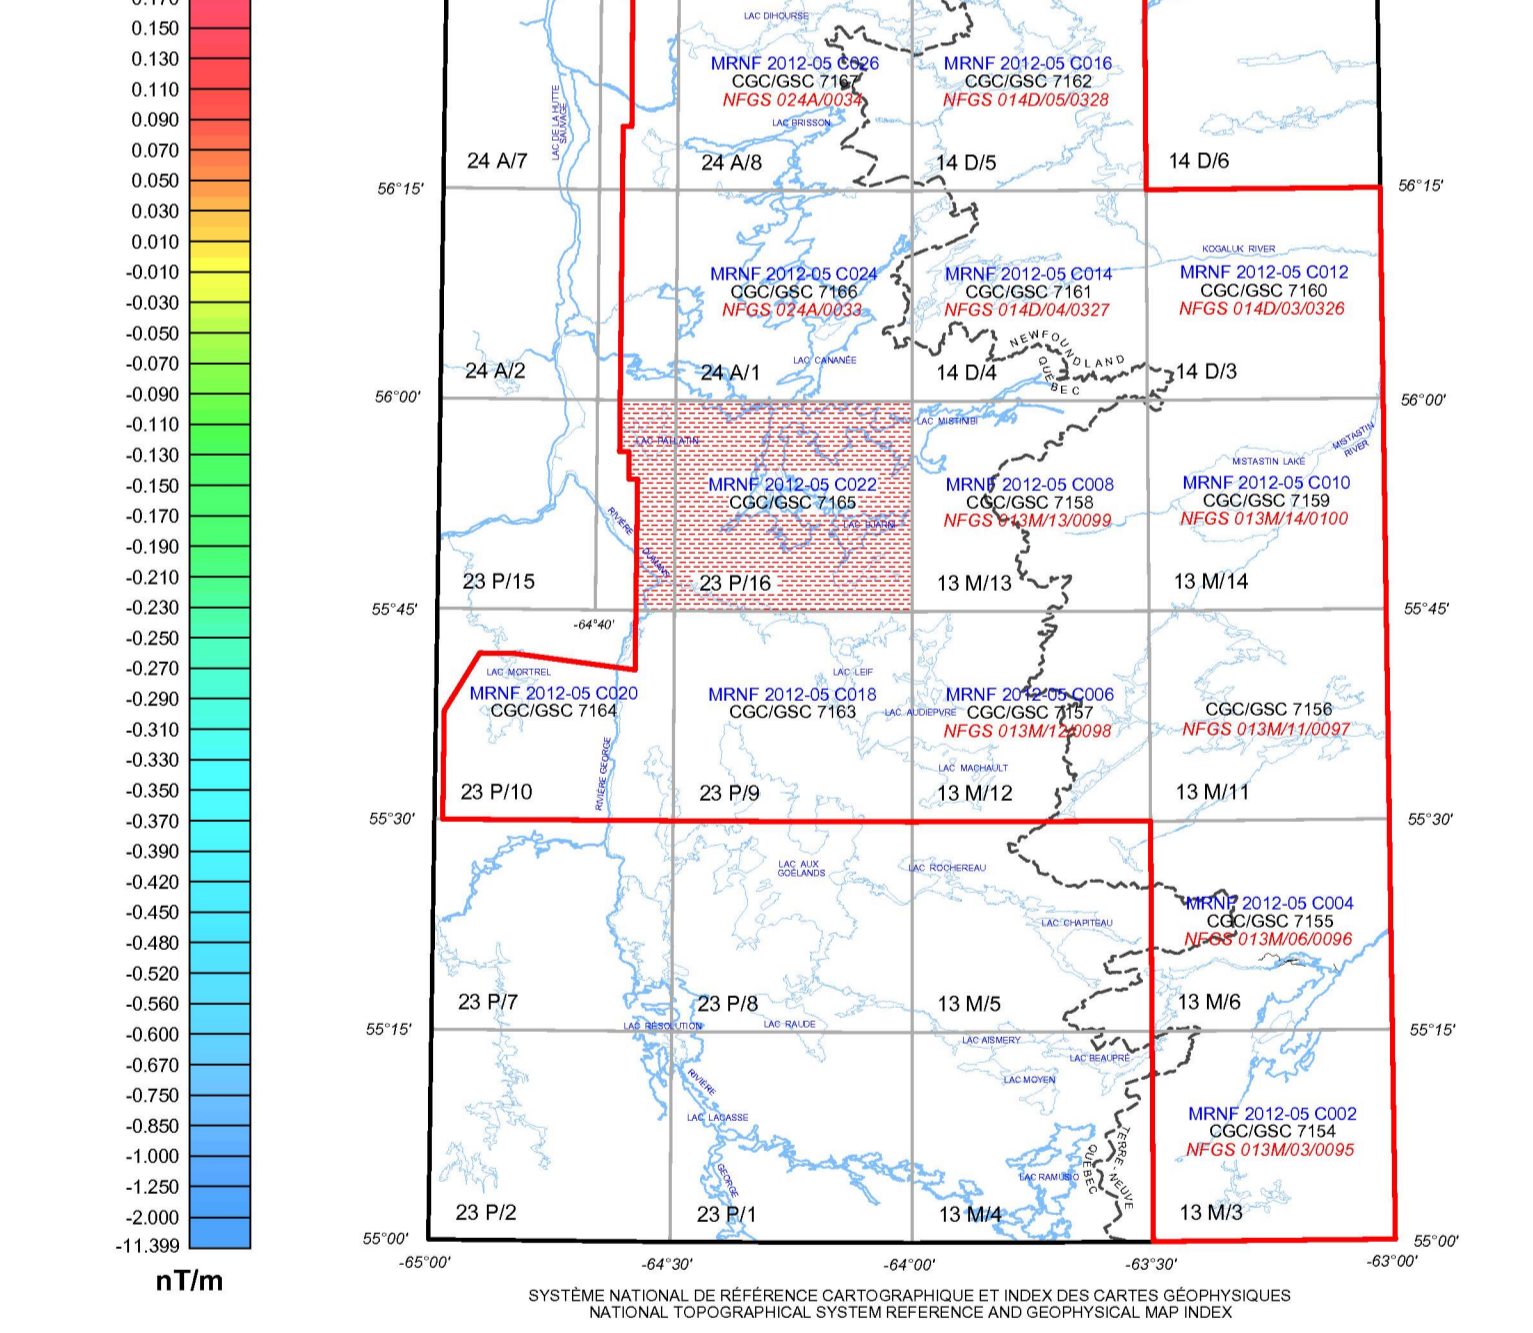 0.170
0.150
0.130
0.110
0.090
0.070
0.050
0.030
0.010
-0.010
-0.030
-0.050
-0.070
-0.090
-0.110
-0.130
-0.150
-0.170
-0.190
-0.210
-0.230
-0.250
-0.270
-0.290
-0.310
-0.330
-0.350
-0.370
-0.390
-0.420
-0.450
-0.480
-0.520
-0.560
-0.600
-0.670
-0.750
-0.850
-1.000
-1.250
-2.000
-11.399
nT/m
LAC DIHOURSE
LAC DE LA HUTTE
SAUVAGE
MRNF 2012-05 C026
CGC/GSC 7167
NFGS 024A/0034
MRNF 2012-05 C016
CGC/GSC 7162
NFGS 014D/05/0328
LAC BRISSON
24 A/7
24 A/8
14 D/5
14 D/6
56°15'
56°15'
KOGALUK RIVER
MRNF 2012-05 C024
CGC/GSC 7166
NFGS 024A/0033
MRNF 2012-05 C014
CGC/GSC 7161
NFGS 014D/04/0327
MRNF 2012-05 C012
CGC/GSC 7160
NFGS 014D/03/0326
NEWFOUNDLAND
QUÉBEC
LAC CANANÉE
24 A/2
24 A/1
14 D/4
14 D/3
56°00'
56°00'
LAC MISTINIBI
LAC PALLATIN
MISTASTIN
RIVER
MISTASTIN LAKE
MRNF 2012-05 C022
CGC/GSC 7165
MRNF 2012-05 C008
CGC/GSC 7158
NFGS 013M/13/0099
MRNF 2012-05 C010
CGC/GSC 7159
NFGS 013M/14/0100
RIVIÈRE
DUMANS
LAC BJARNI
23 P/15
23 P/16
13 M/13
13 M/14
55°45'
55°45'
-64°40'
LAC MORTREL
LAC LEIF
MRNF 2012-05 C020
CGC/GSC 7164
MRNF 2012-05 C018
CGC/GSC 7163
LAC AUDIEPVRE
MRNF 2012-05 C006
CGC/GSC 7157
NFGS 013M/12/0098
CGC/GSC 7156
NFGS 013M/11/0097
LAC MACHAULT
RIVIÈRE GEORGE
23 P/10
23 P/9
13 M/12
13 M/11
55°30'
55°30'
LAC AUX
GOÉLANDS
LAC ROCHEREAU
LAC CHAPITEAU
MRNF 2012-05 C004
CGC/GSC 7155
NFGS 013M/06/0096
23 P/7
23 P/8
13 M/5
13 M/6
LAC RÉSOLUTION
LAC RAUDE
55°15'
55°15'
LAC AISMERY
LAC BEAUPRÉ
LAC MOYEN
RIVIÈRE
LAC LACASSE
GEORGE
MRNF 2012-05 C002
CGC/GSC 7154
NFGS 013M/03/0095
TERRE-NEUVE
QUÉBEC
LAC RAMUSIO
23 P/2
23 P/1
13 M/4
13 M/3
55°00'
55°00'
-65°00'
-64°30'
-64°00'
-63°30'
-63°00'
SYSTÈME NATIONAL DE RÉFÉRENCE CARTOGRAPHIQUE ET INDEX DES CARTES GÉOPHYSIQUES
NATIONAL TOPOGRAPHICAL SYSTEM REFERENCE AND GEOPHYSICAL MAP INDEX